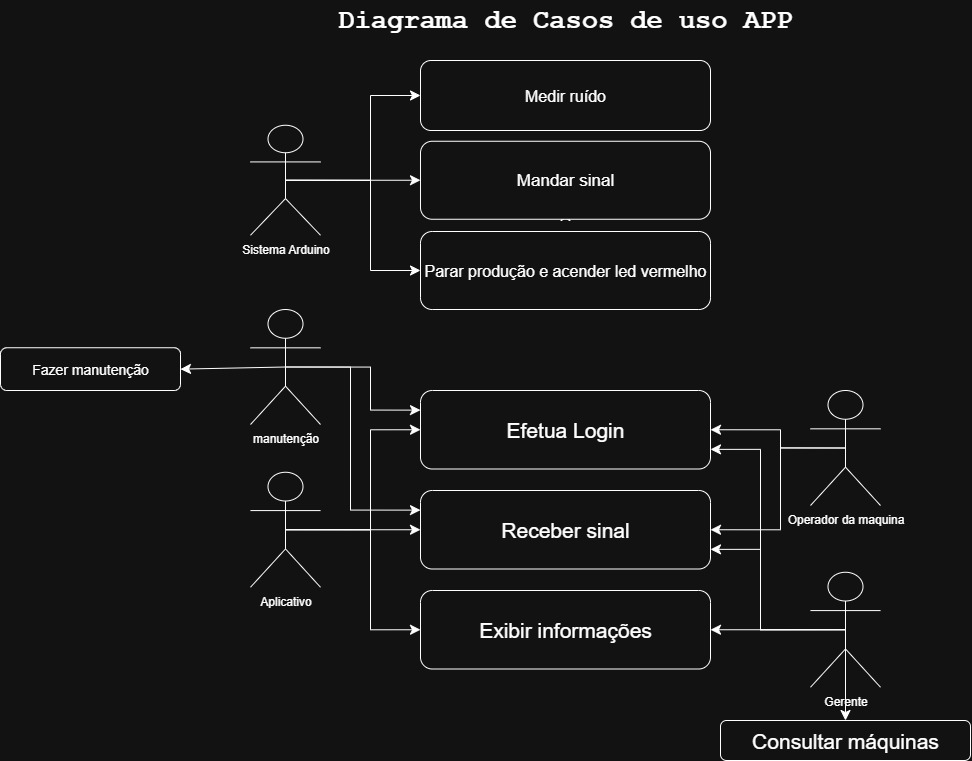 Diagrama de Casos de uso APP
Medir ruído
Mandar sinal
Sistema Arduino
Parar produção e acender led vermelho
Fazer manutenção
manutenção
Efetua Login
Operador da maquina
Receber sinal
Aplicativo
Exibir informações
Gerente
Consultar máquinas